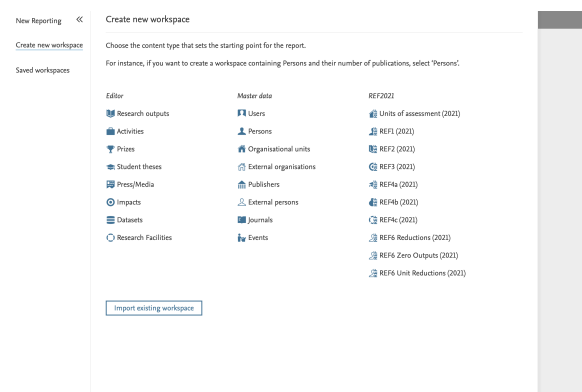 New Reporting
Create new workspace
Saved workspaces
Create new workspace
Choose the content type that sets the starting point for the report.
For instance, if you want to create a workspace containing Persons and their number of publications, select 'Persons'.
Editor
Research outputs
Activities
Prizes
Student theses
Press/Media
Impacts
Datasets
Research Facilities
Master data
Users
Persons
Organisational units
External organisations
Publishers
External persons
Journals
Events
REF2021
Units of assessment (2021)
REF1 (2021)
REF2 (2021)
REF3 (2021)
REF4a (2021)
REF4b (2021)
REF4c (2021)
REF6 Reductions (2021)
REF6 Zero Outputs (2021)
REF6 Unit Reductions (2021)
Import existing workspace